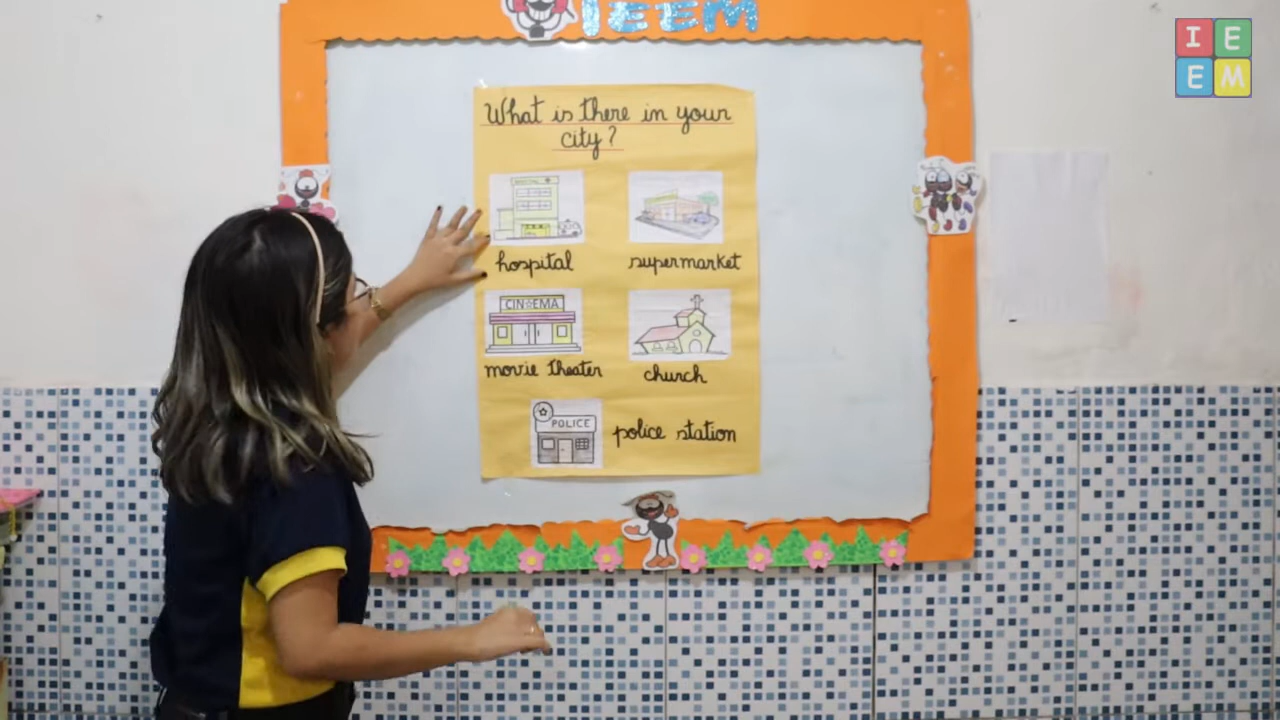 IEEM
I E
E M
What is there in your
city?
hospital
supermarket
CINEMA
movie theater
church
POLICE
police station